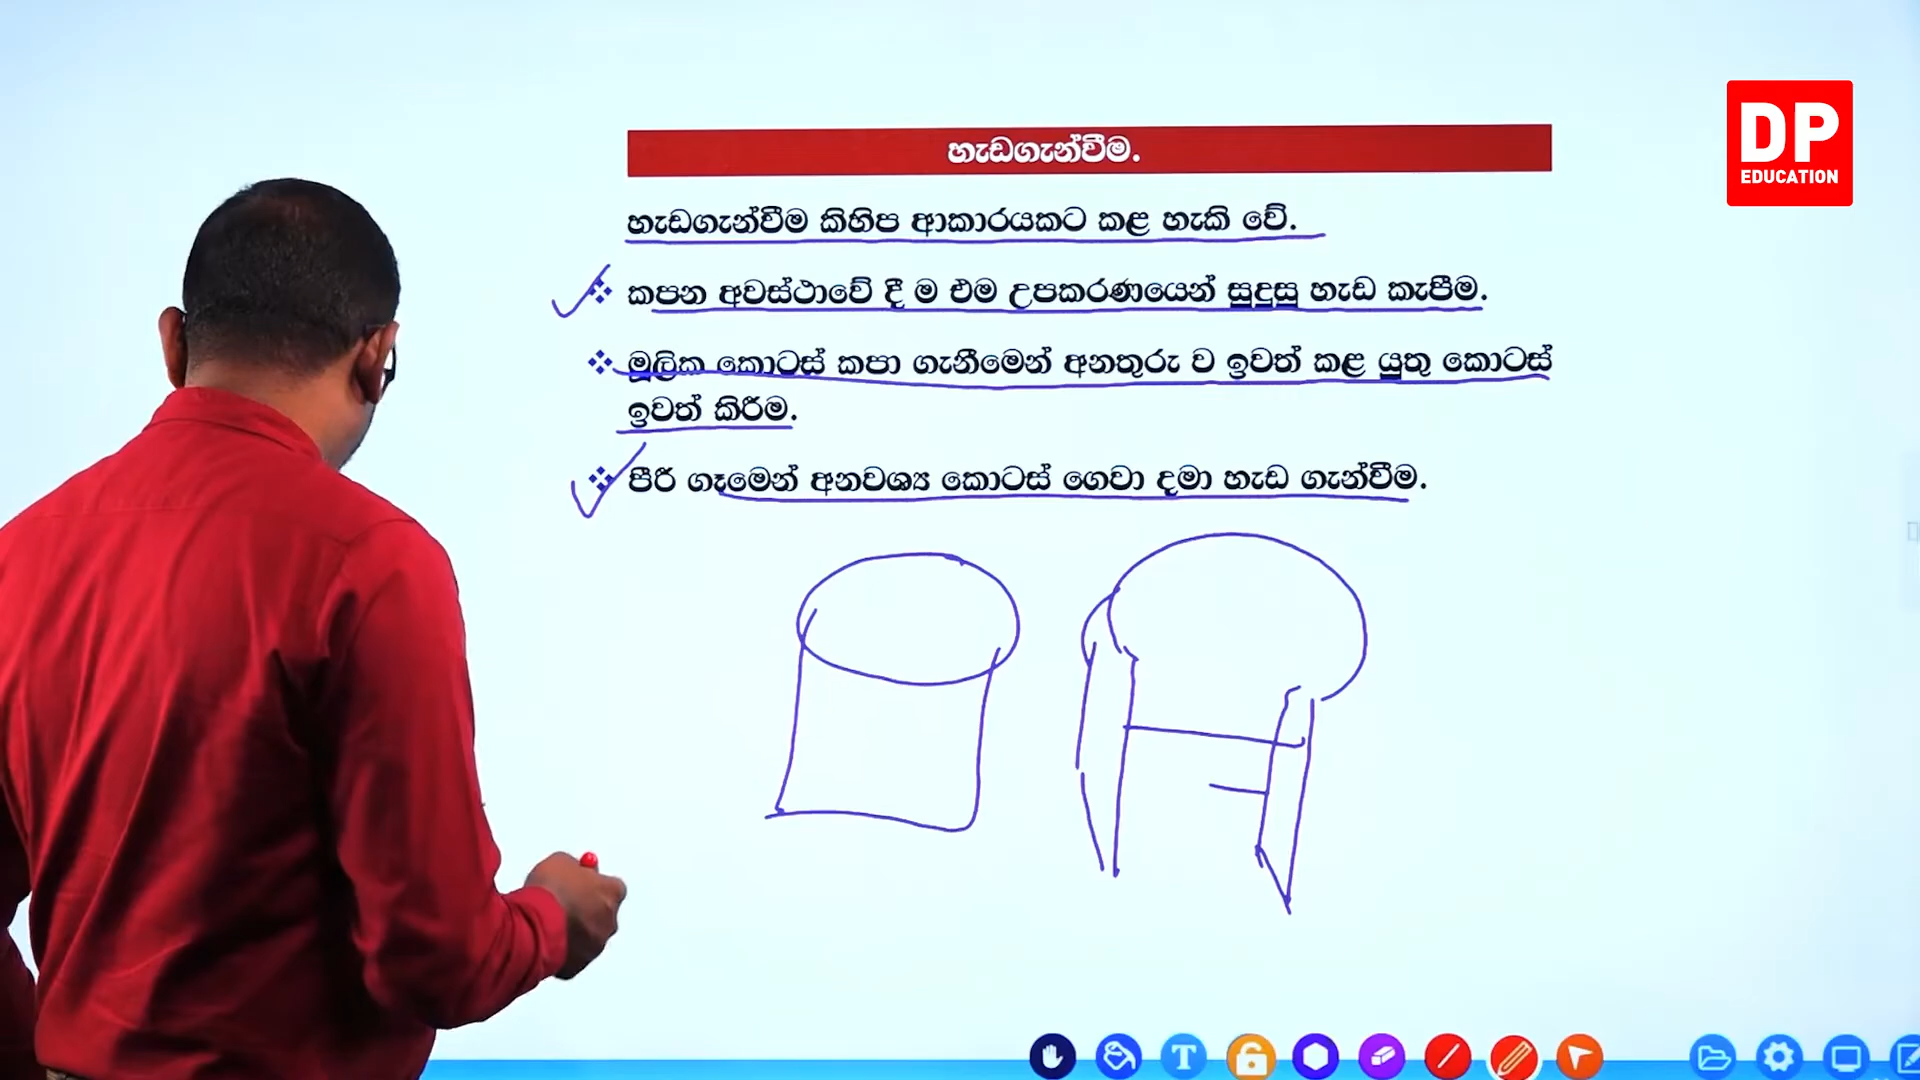 DP
EDUCATION
හැඩගැන්වීම.
හැඩගැන්වීම කිහිප ආකාරයකට කළ හැකි වේ.
කපන අවස්ථාවේ දී ම එම උපකරණයෙන් සුදුසු හැඩ කැපීම.
මූලික කොටස් කපා ගැනීමෙන් අනතුරු ව ඉවත් කළ යුතු කොටස්
ඉවත් කිරීම.
පීරි ගෑමෙන් අනවශ්‍ය කොටස් ගෙවා දමා හැඩ ගැන්වීම.
T